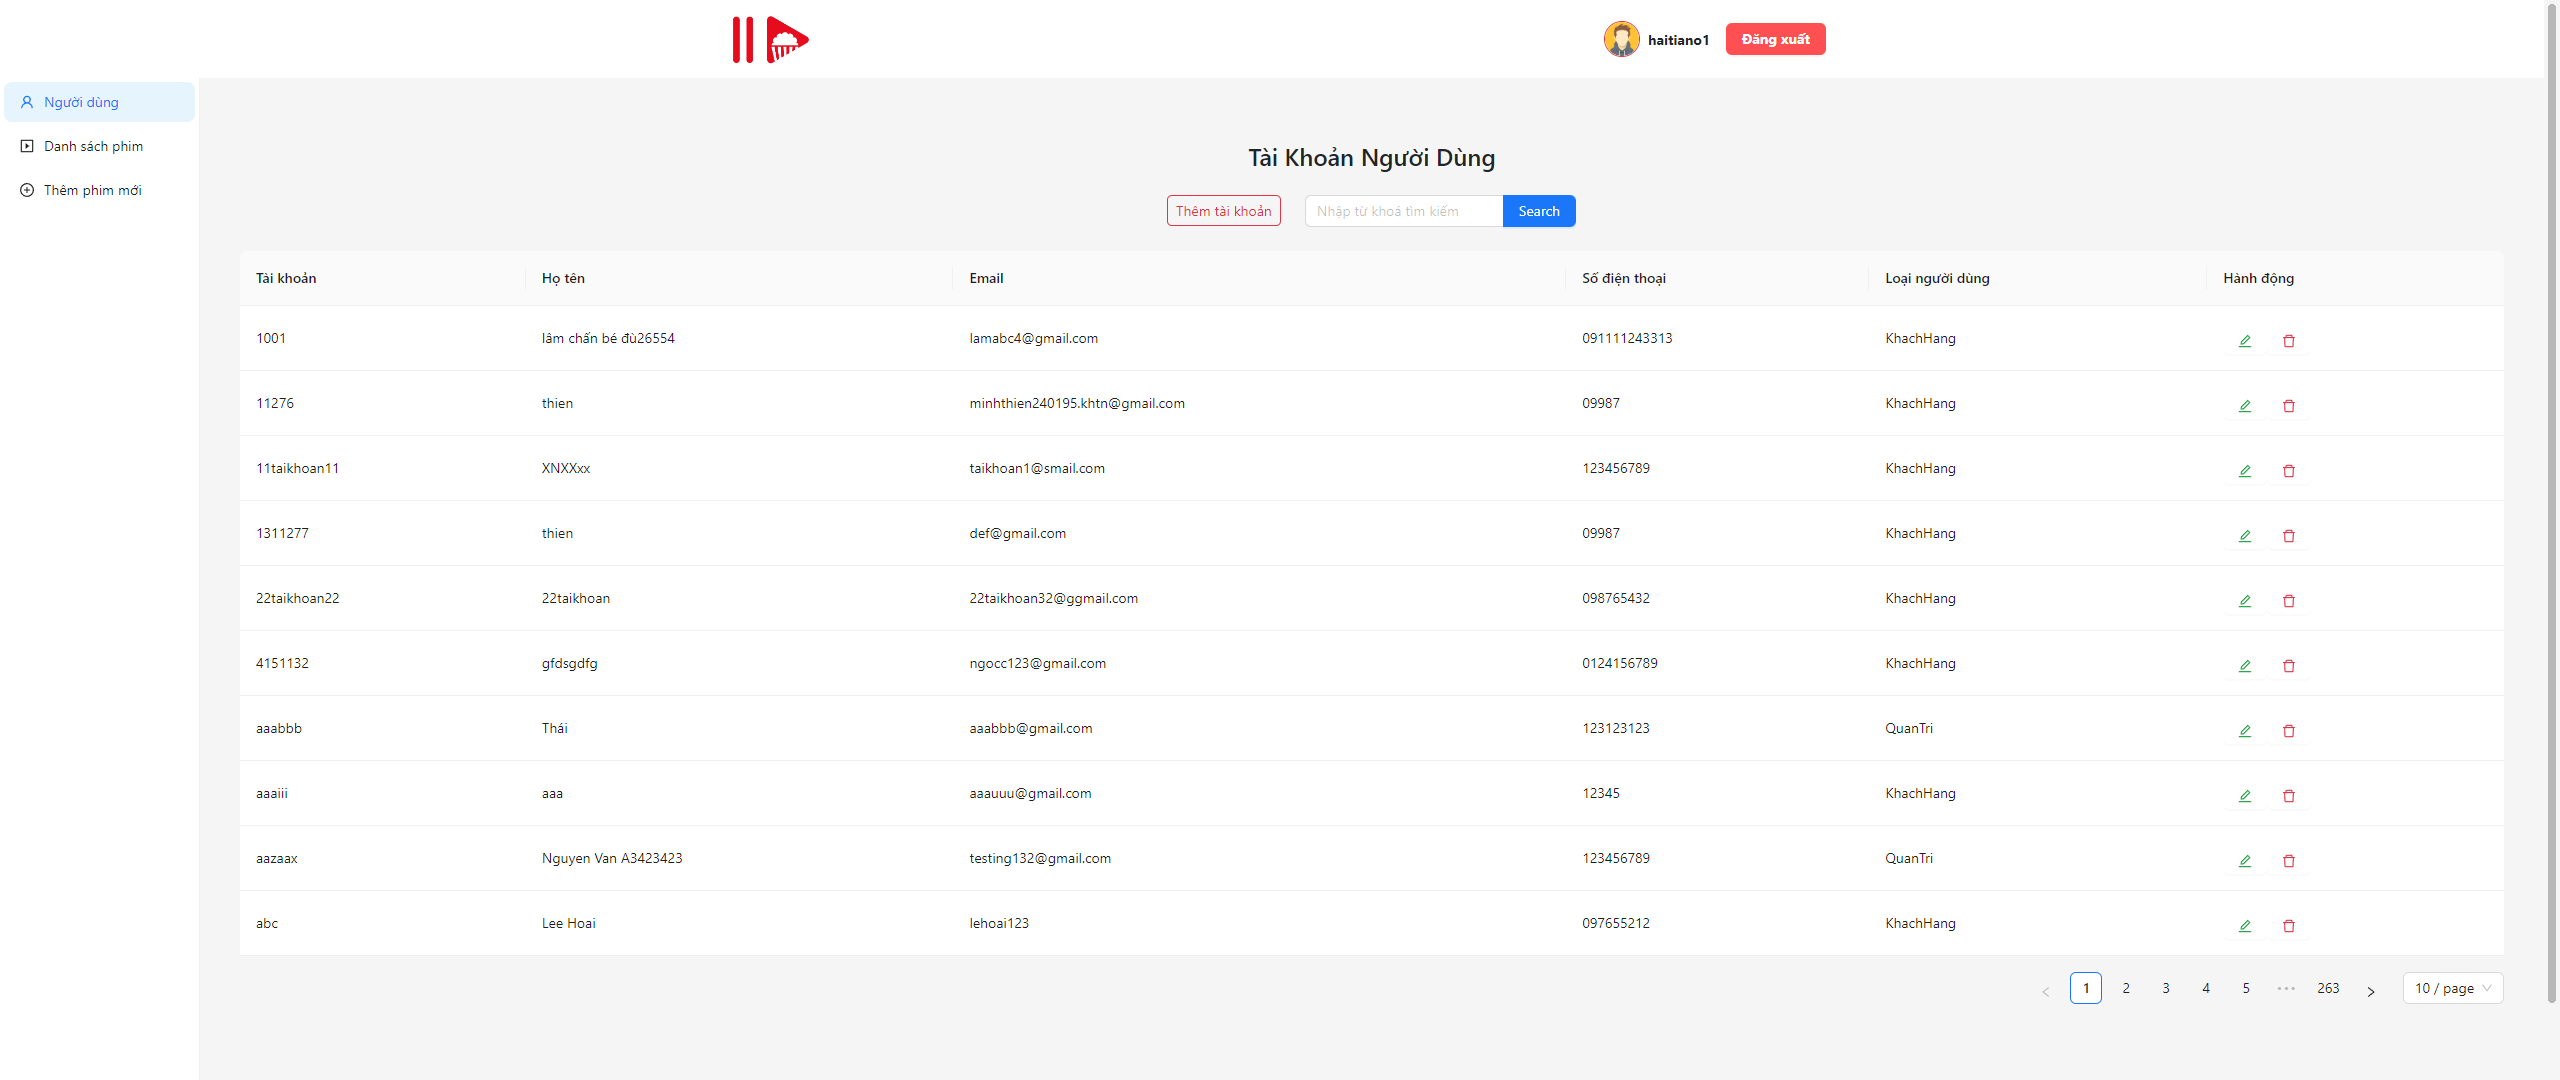 haitiano1 Đăng xuất
Người dùng
Danh sách phim
Thêm phim mới
Tài Khoản Người Dùng
Thêm tài khoản Nhập từ khoá tìm kiếm Search
Tài khoản Họ tên Email Số điện thoại Loại người dùng Hành động
1001 lâm chấn bé đù26554 lamabc4@gmail.com 091111243313 KhachHang
11276 thien minhthien240195.khtn@gmail.com 09987 KhachHang
11taikhoan11 XNXXxx taikhoan1@smail.com 123456789 KhachHang
1311277 thien def@gmail.com 09987 KhachHang
22taikhoan22 22taikhoan 22taikhoan32@ggmail.com 098765432 KhachHang
4151132 gfdsgdfg ngocc123@gmail.com 0124156789 KhachHang
aaabbb Thái aaabbb@gmail.com 123123123 QuanTri
aaaiii aaa aaauuu@gmail.com 12345 KhachHang
aazaax Nguyen Van A3423423 testing132@gmail.com 123456789 QuanTri
abc Lee Hoai lehoai123 097655212 KhachHang
1 2 3 4 5 ••• 263 10 / page